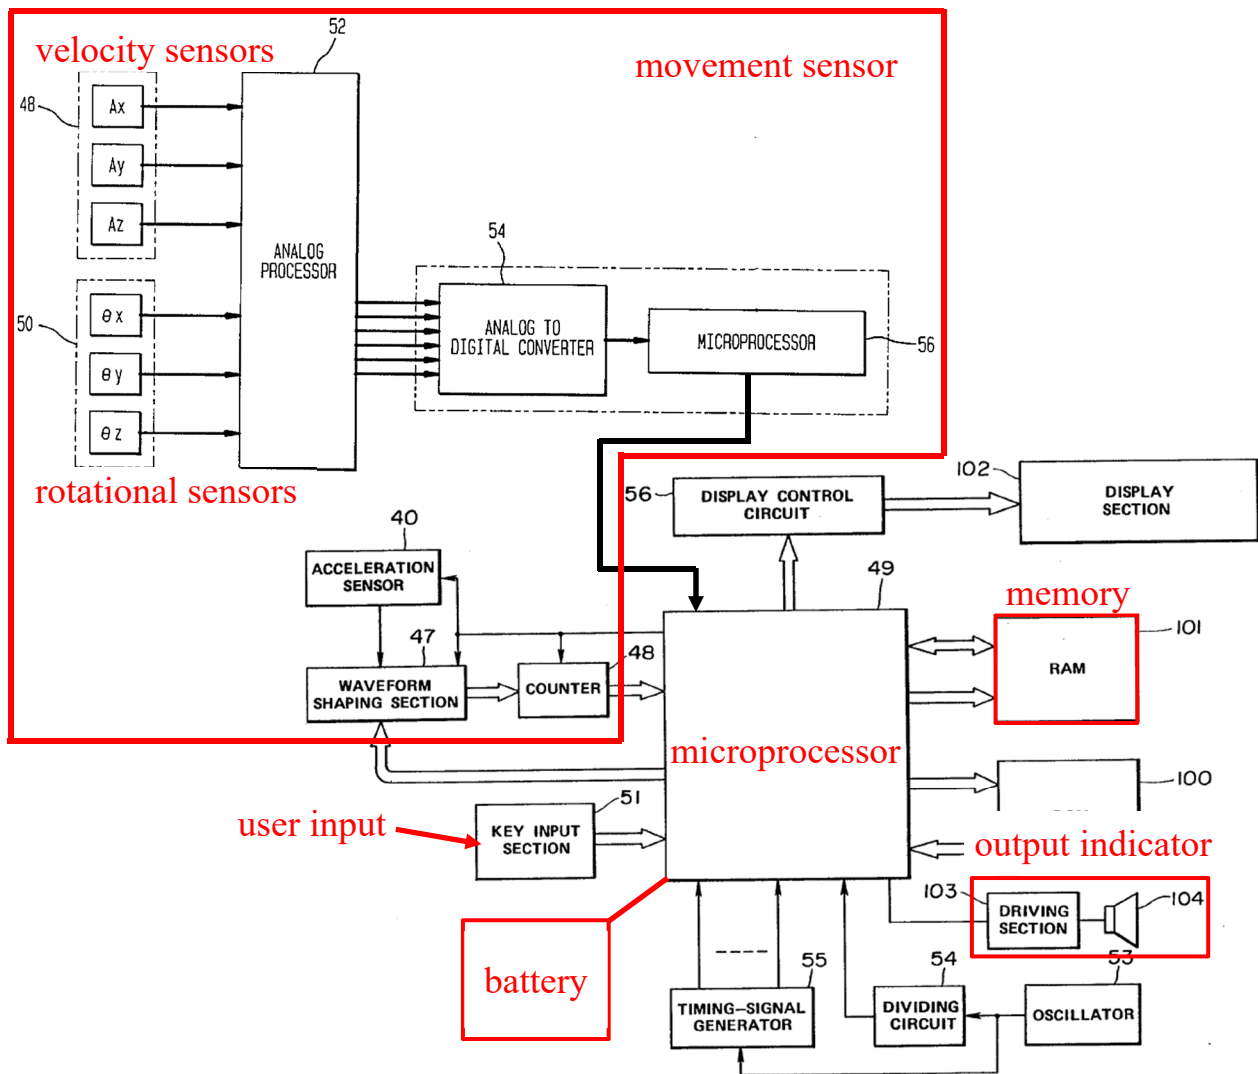 velocity sensors
52
movement sensor
48
Ax
Ay
Az
ANALOG
PROCESSOR
54
50
θx
θy
θz
ANALOG TO
DIGITAL CONVERTER
MICROPROCESSOR
56
rotational sensors
56
DISPLAY CONTROL
CIRCUIT
102
DISPLAY
SECTION
40
ACCELERATION
SENSOR
49
memory
101
RAM
47
WAVEFORM
SHAPING SECTION
48
COUNTER
microprocessor
100
51
user input
KEY INPUT
SECTION
output indicator
103
DRIVING
SECTION
104
battery
55
TIMING-SIGNAL
GENERATOR
54
DIVIDING
CIRCUIT
53
OSCILLATOR